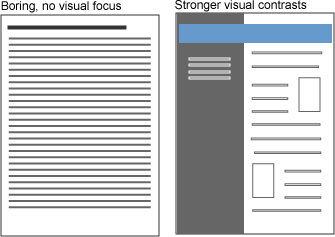 Boring, no visual focus
Stronger visual contrasts